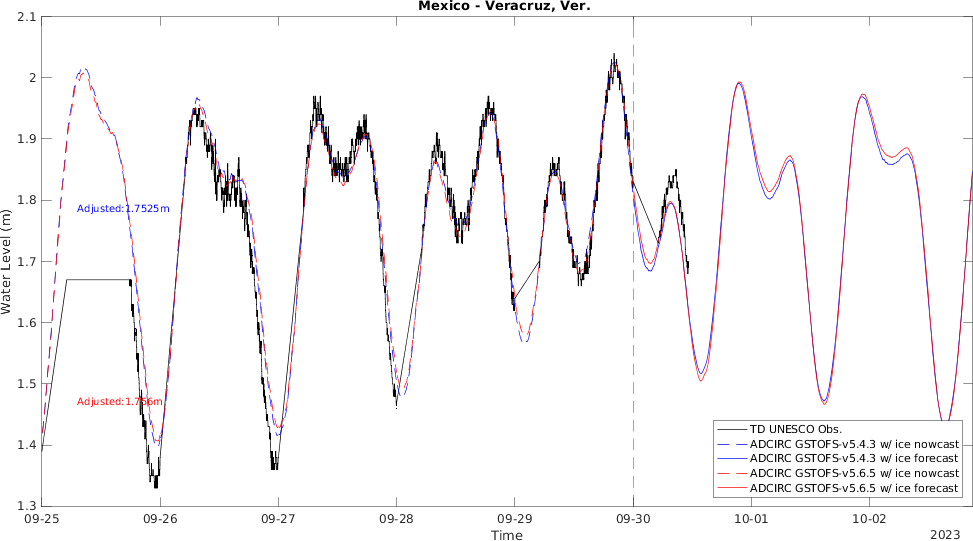 Mexico - Veracruz, Ver.
2.1
2
1.9
1.8
1.7
1.6
1.5
1.4
1.3
Water Level (m)
Adjusted:1.7525m
Adjusted:1.756m
TD UNESCO Obs.
ADCIRC GSTOFS-v5.4.3 w/ ice nowcast
ADCIRC GSTOFS-v5.4.3 w/ ice forecast
ADCIRC GSTOFS-v5.6.5 w/ ice nowcast
ADCIRC GSTOFS-v5.6.5 w/ ice forecast
09-25 09-26 09-27 09-28 09-29 09-30 10-01 10-02
Time
2023